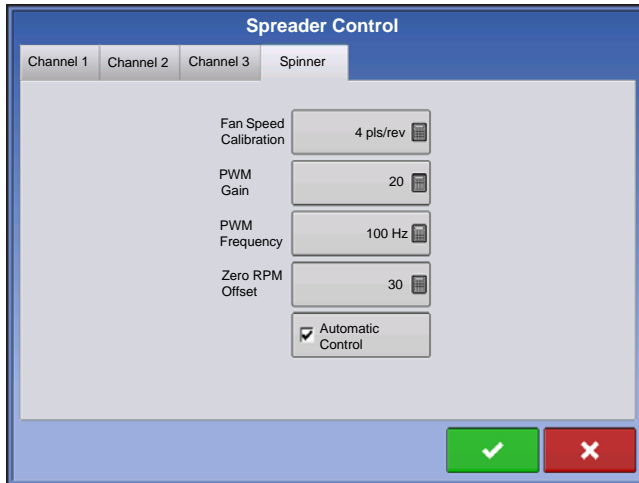 Spreader Control
Channel 1
Channel 2
Channel 3
Spinner
Fan Speed
Calibration
4 pls/rev
PWM
Gain
20
PWM
Frequency
100 Hz
Zero RPM
Offset
30
Automatic
Control